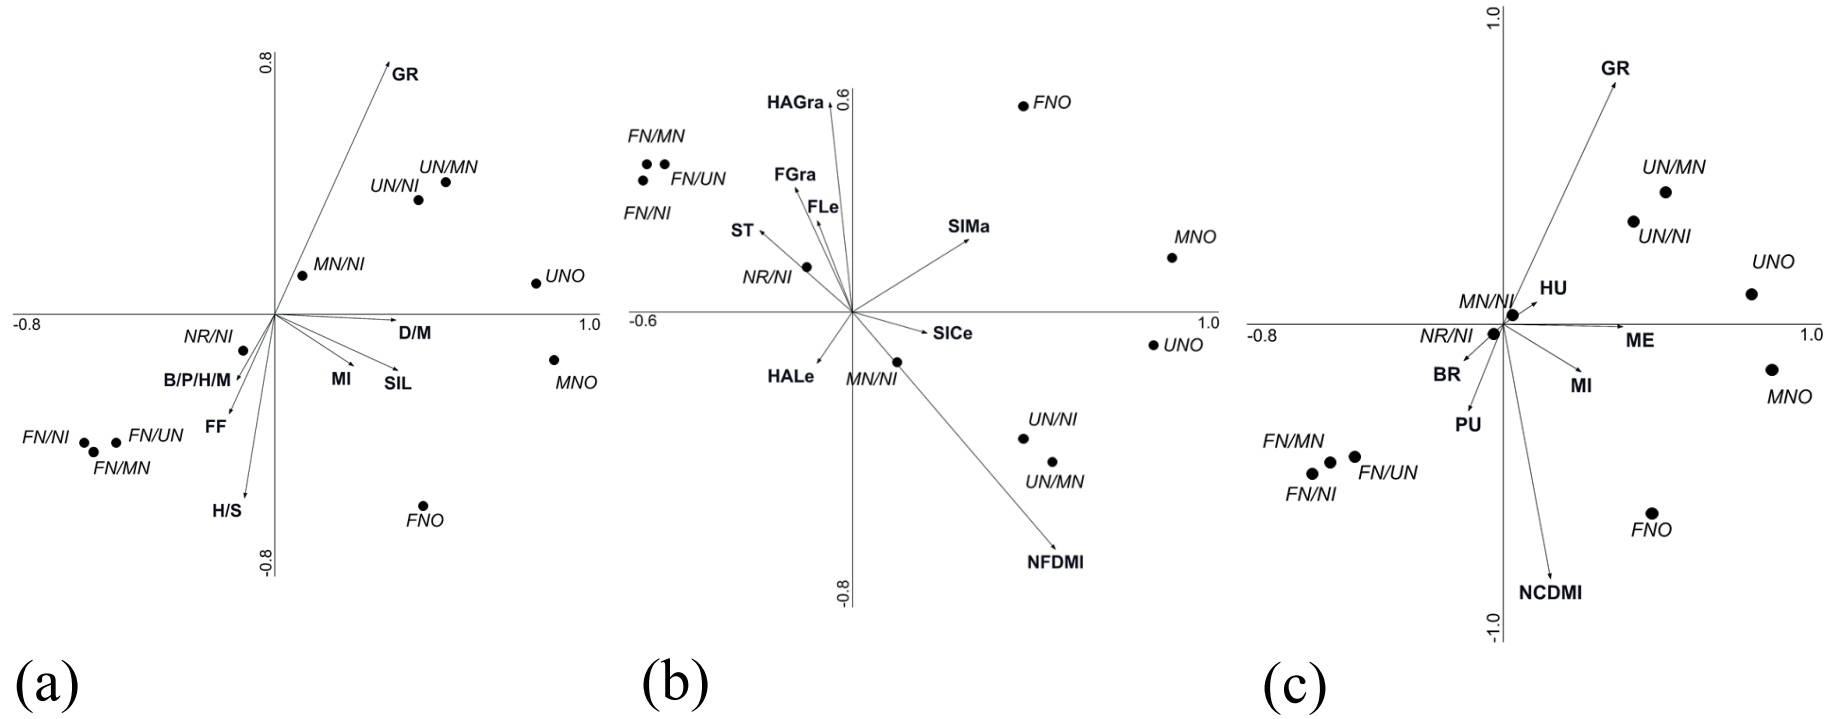 0.8
GR
UN/MN
UN/NI
MN/NI
UNO
-0.8
1.0
D/M
NR/NI
B/P/H/M
MI
SIL
MNO
FF
FN/NI
FN/UN
FN/MN
H/S
FNO
-0.8
(a)
0.6
HAGra
FNO
FN/MN
FGra
FN/UN
FLe
FN/NI
ST
SIMa
MNO
NR/NI
-0.6
1.0
SICe
UNO
HALe
MN/NI
UN/NI
UN/MN
NFDMI
-0.8
(b)
1.0
GR
UN/MN
UN/NI
UNO
HU
MN/NI
-0.8
1.0
NR/NI
ME
BR
MI
MNO
PU
FN/MN
FN/UN
FN/NI
FNO
NCDMI
-1.0
(c)